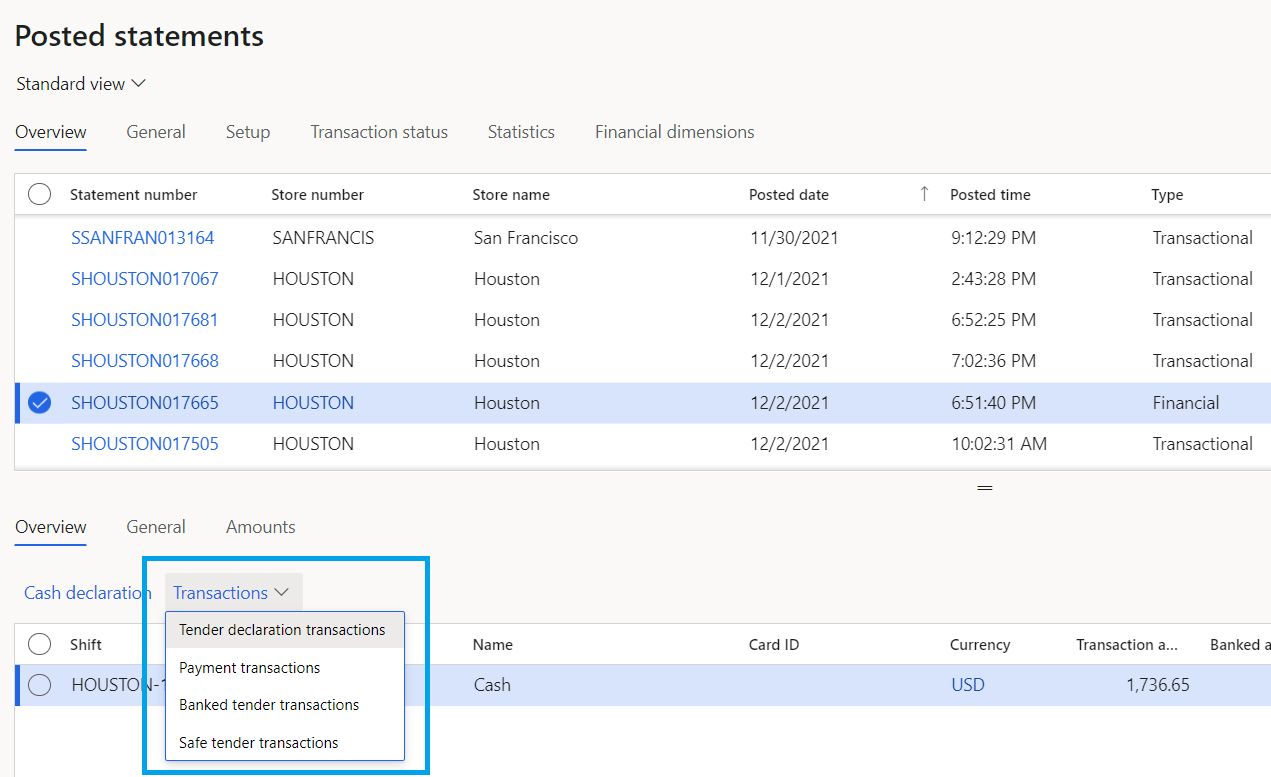 Posted statements
Standard view
Overview General Setup Transaction status Statistics Financial dimensions
Statement number Store number Store name Posted date Posted time Type
SSANFRAN013164 SANFRANCIS San Francisco 11/30/2021 9:12:29 PM Transactional
SHOUSTON017067 HOUSTON Houston 12/1/2021 2:43:28 PM Transactional
SHOUSTON017681 HOUSTON Houston 12/2/2021 6:52:25 PM Transactional
SHOUSTON017668 HOUSTON Houston 12/2/2021 7:02:36 PM Transactional
SHOUSTON017665 HOUSTON Houston 12/2/2021 6:51:40 PM Financial
SHOUSTON017505 HOUSTON Houston 12/2/2021 10:02:31 AM Transactional
Overview General Amounts
Cash declaration Transactions
Tender declaration transactions
Payment transactions
Banked tender transactions
Safe tender transactions
Shift Name Card ID Currency Transaction a... Banked a
HOUSTON-1 Cash USD 1,736.65